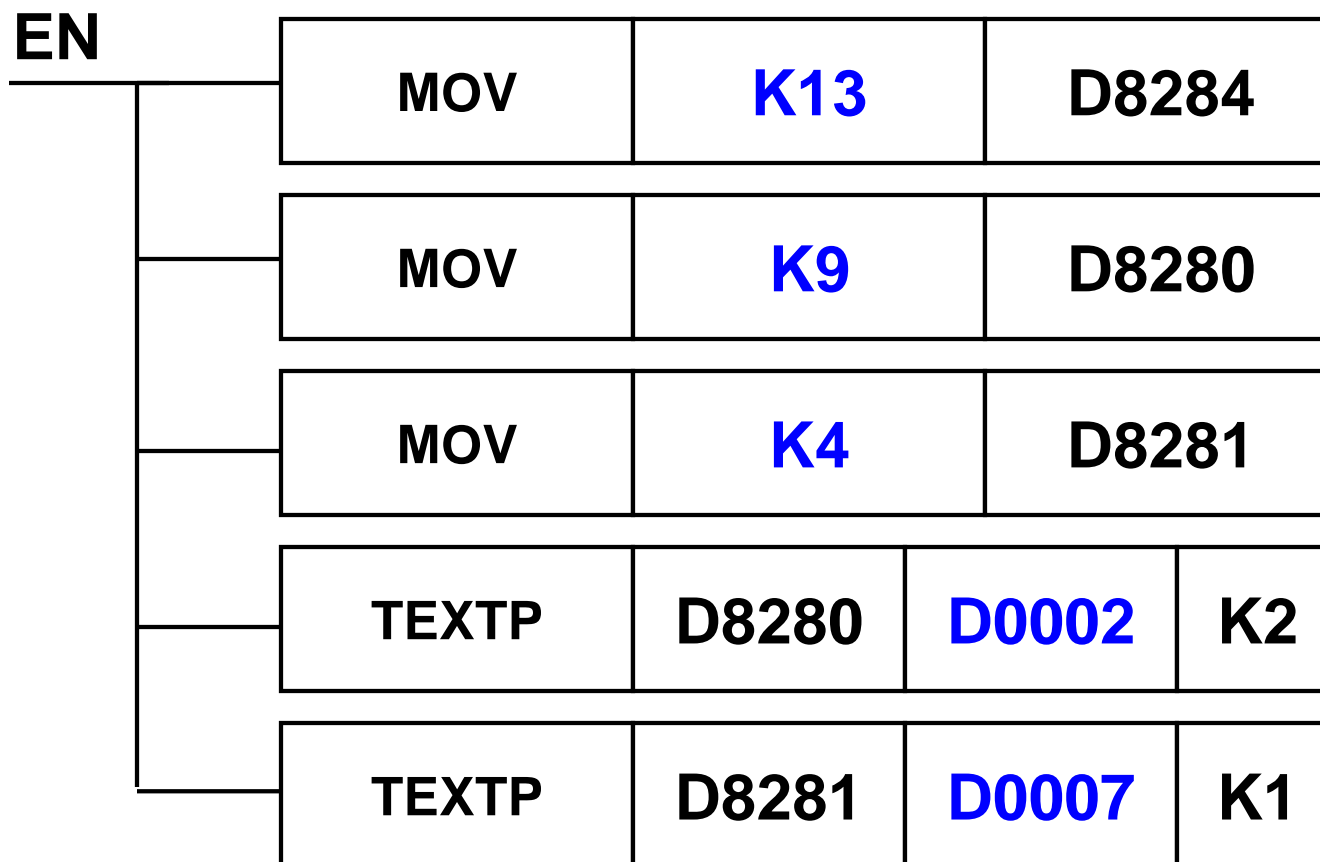 EN
MOV K13 D8284
MOV K9 D8280
MOV K4 D8281
TEXTP D8280 D0002 K2
TEXTP D8281 D0007 K1